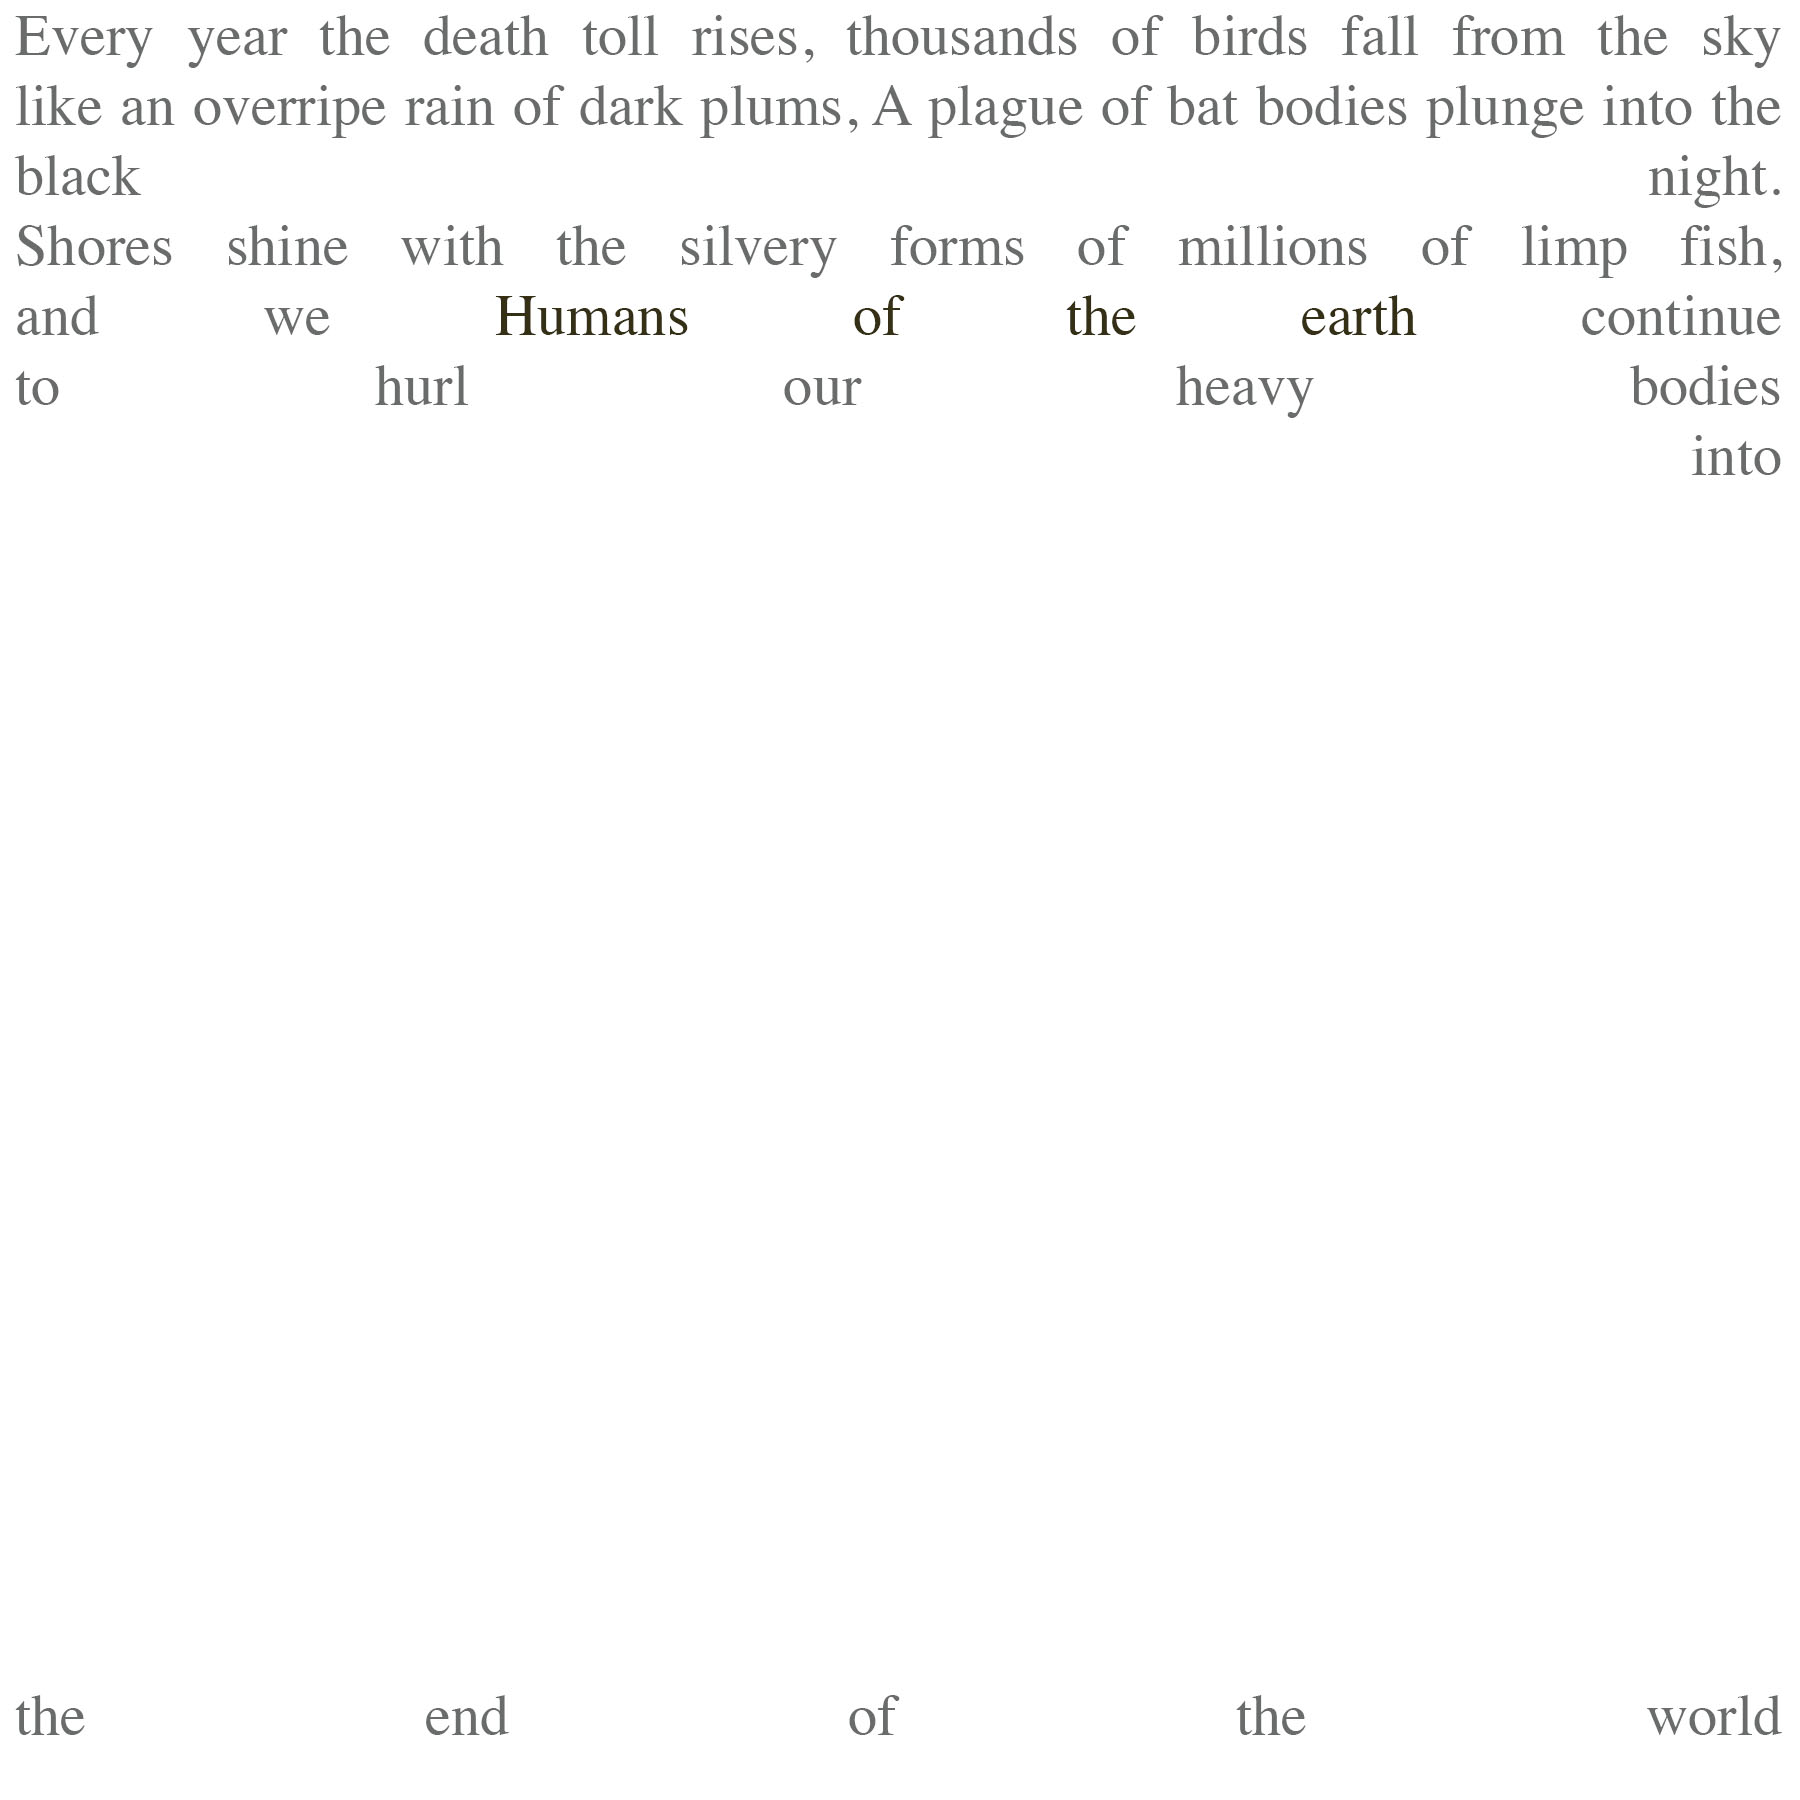 Every year the death toll rises, thousands of birds fall from the sky
like an overripe rain of dark plums, A plague of bat bodies plunge into the
black night.
Shores shine with the silvery forms of millions of limp fish,
and we Humans of the earth continue
to hurl our heavy bodies
into
the end of the world